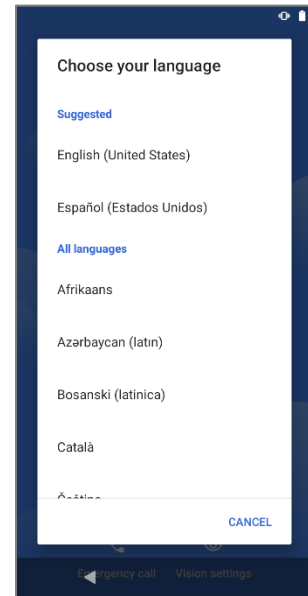 Choose your language
Suggested
English (United States)
Español (Estados Unidos)
All languages
Afrikaans
Azərbaycan (latın)
Bosanski (latinica)
Català
Čeština
CANCEL
Emergency call Vision settings